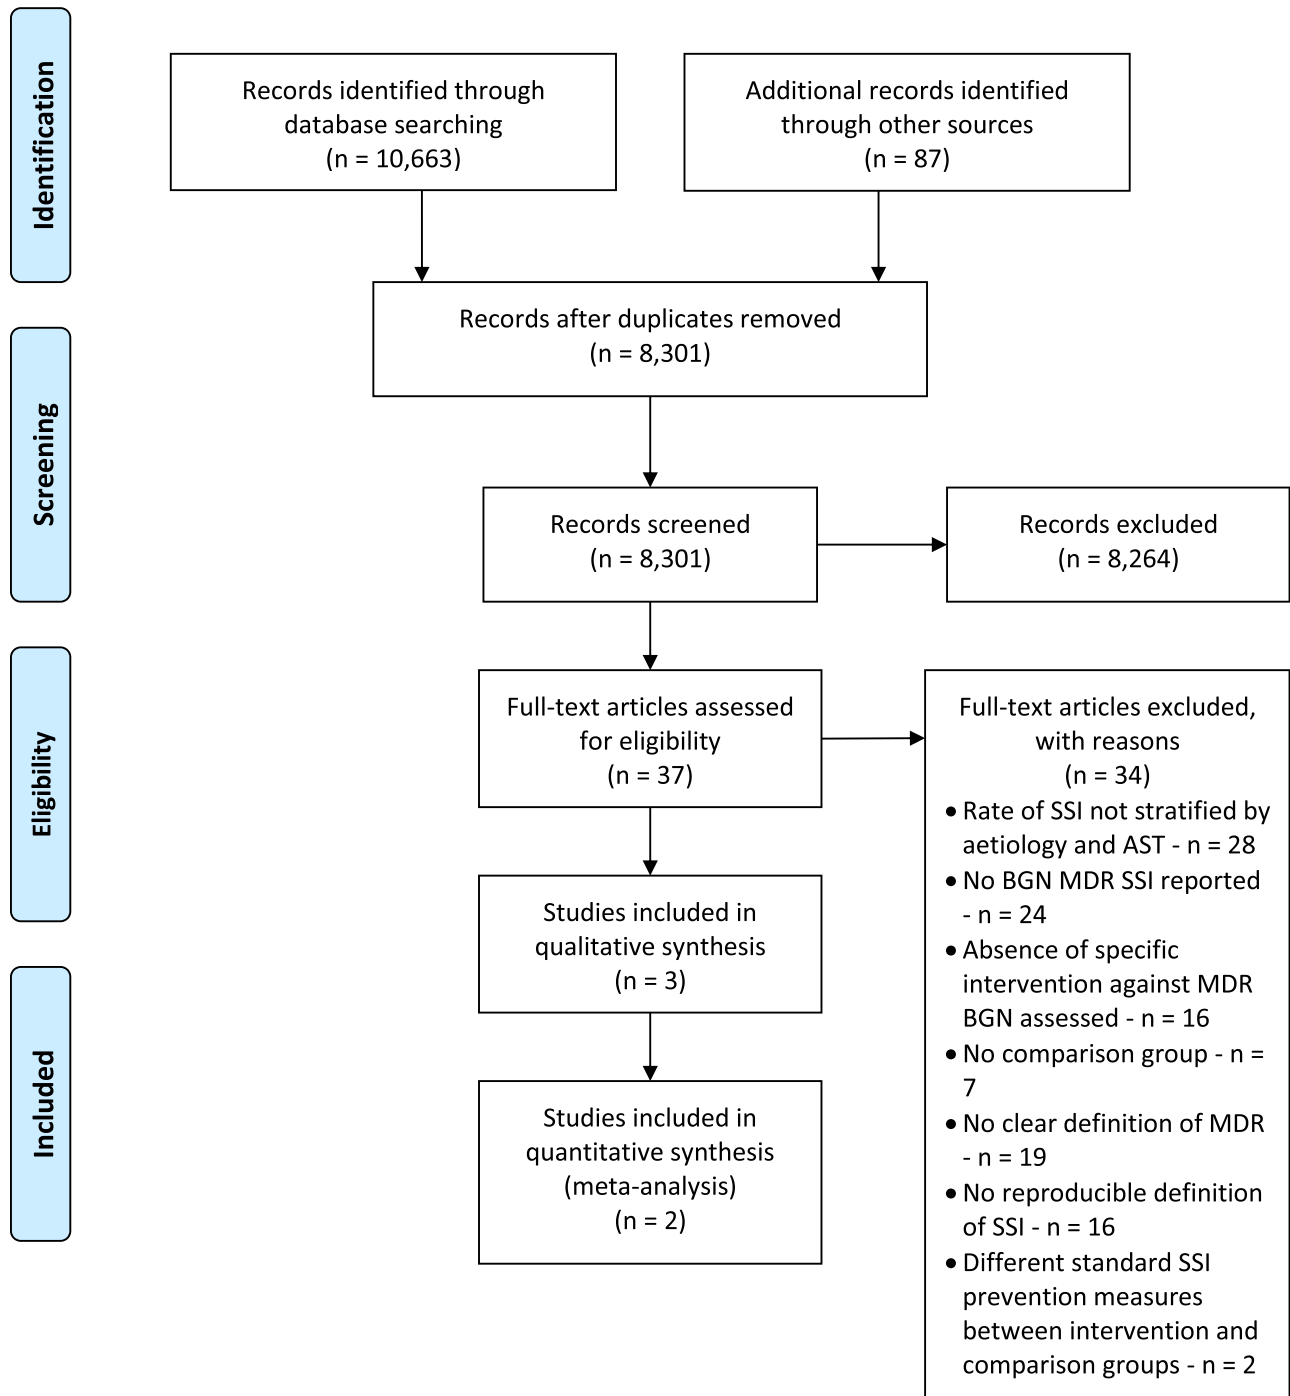 Identification
Records identified through
database searching
(n = 10,663)
Additional records identified
through other sources
(n = 87)
Records after duplicates removed
(n = 8,301)
Screening
Records screened
(n = 8,301)
Records excluded
(n = 8,264)
Eligibility
Full-text articles assessed
for eligibility
(n = 37)
Full-text articles excluded,
with reasons
(n = 34)
• Rate of SSI not stratified by
aetiology and AST - n = 28
• No BGN MDR SSI reported
- n = 24
• Absence of specific
intervention against MDR
BGN assessed - n = 16
• No comparison group - n =
7
• No clear definition of MDR
- n = 19
• No reproducible definition
of SSI - n = 16
• Different standard SSI
prevention measures
between intervention and
comparison groups - n = 2
Studies included in
qualitative synthesis
(n = 3)
Included
Studies included in
quantitative synthesis
(meta-analysis)
(n = 2)